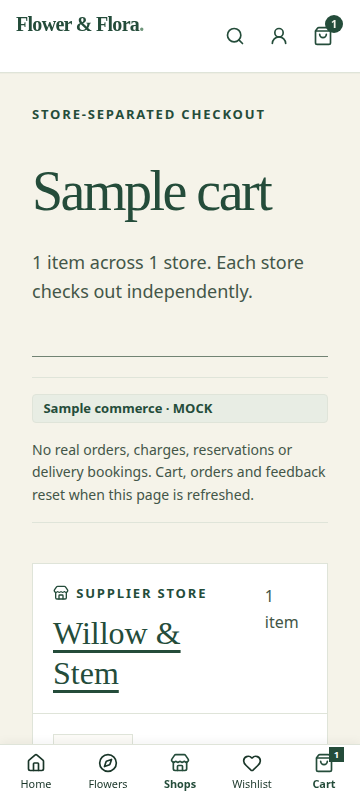 Flower & Flora.
1
STORE-SEPARATED CHECKOUT
Sample cart
1 item across 1 store. Each store
checks out independently.
Sample commerce · MOCK
No real orders, charges, reservations or
delivery bookings. Cart, orders and feedback
reset when this page is refreshed.
SUPPLIER STORE
Willow &
Stem
1
item
1
Home
Flowers
Shops
Wishlist
Cart